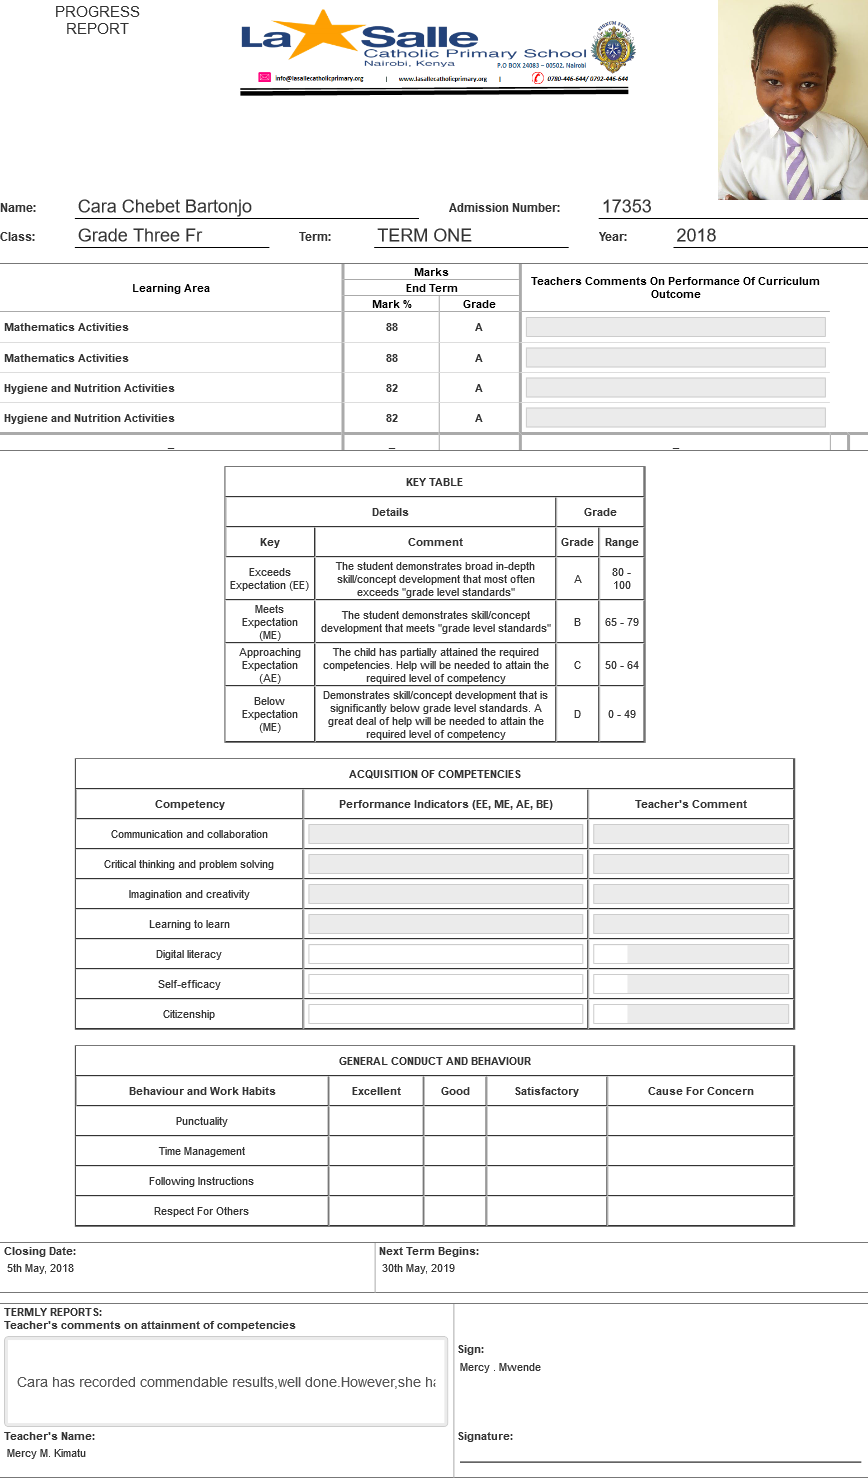 PROGRESS
REPORT
La Salle
Catholic Primary School
Nairobi, Kenya
P.O BOX 24083 – 00502, Nairobi
info@lasallecatholicprimary.org | www.lasallecatholicprimary.org | 0780-446-644/ 0792-446-644
Name: Cara Chebet Bartonjo Admission Number: 17353
Class: Grade Three Fr Term: TERM ONE Year: 2018
Learning Area Marks Teachers Comments On Performance Of Curriculum Outcome
End Term
Mark % Grade
Mathematics Activities 88 A
Mathematics Activities 88 A
Hygiene and Nutrition Activities 82 A
Hygiene and Nutrition Activities 82 A
_ _ _
KEY TABLE
Details Grade
Key Comment Grade Range
Exceeds Expectation (EE) The student demonstrates broad in-depth skill/concept development that most often exceeds "grade level standards" A 80 - 100
Meets Expectation (ME) The student demonstrates skill/concept development that meets "grade level standards" B 65 - 79
Approaching Expectation (AE) The child has partially attained the required competencies. Help will be needed to attain the required level of competency C 50 - 64
Below Expectation (ME) Demonstrates skill/concept development that is significantly below grade level standards. A great deal of help will be needed to attain the required level of competency D 0 - 49
ACQUISITION OF COMPETENCIES
Competency Performance Indicators (EE, ME, AE, BE) Teacher's Comment
Communication and collaboration
Critical thinking and problem solving
Imagination and creativity
Learning to learn
Digital literacy
Self-efficacy
Citizenship
GENERAL CONDUCT AND BEHAVIOUR
Behaviour and Work Habits Excellent Good Satisfactory Cause For Concern
Punctuality
Time Management
Following Instructions
Respect For Others
Closing Date: Next Term Begins:
5th May, 2018 30th May, 2019
TERMLY REPORTS:
Teacher's comments on attainment of competencies
Sign:
Mercy . Mwende
Cara has recorded commendable results,well done.However,she
Teacher's Name: Signature:
Mercy M. Kimatu